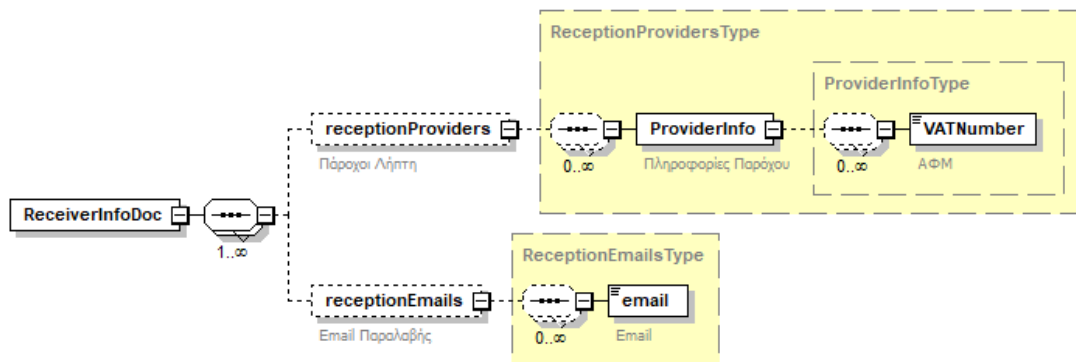 ReceptionProvidersType
ProviderInfoType
receptionProviders
ProviderInfo
VATNumber
Πάροχοι Λήπτη
0..∞
Πληροφορίες Παρόχου
0..∞
ΑΦΜ
ReceiverInfoDoc
1..∞
ReceptionEmailsType
receptionEmails
email
Email Παραλαβής
0..∞
Email